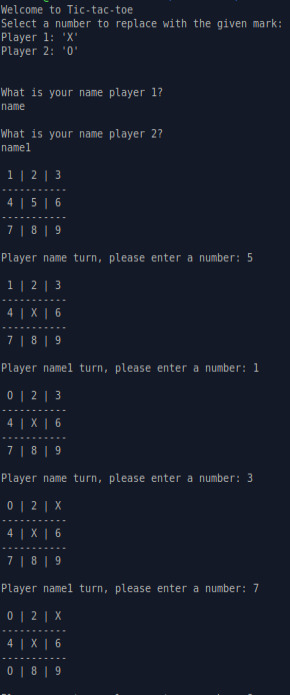 Welcome to Tic-tac-toe
Select a number to replace with the given mark:
Player 1: 'X'
Player 2: 'O'
What is your name player 1?
name
What is your name player 2?
name1
1 | 2 | 3
-----------
4 | 5 | 6
-----------
7 | 8 | 9
Player name turn, please enter a number: 5
1 | 2 | 3
-----------
4 | X | 6
-----------
7 | 8 | 9
Player name1 turn, please enter a number: 1
O | 2 | 3
-----------
4 | X | 6
-----------
7 | 8 | 9
Player name turn, please enter a number: 3
O | 2 | X
-----------
4 | X | 6
-----------
7 | 8 | 9
Player name1 turn, please enter a number: 7
O | 2 | X
-----------
4 | X | 6
-----------
O | 8 | 9